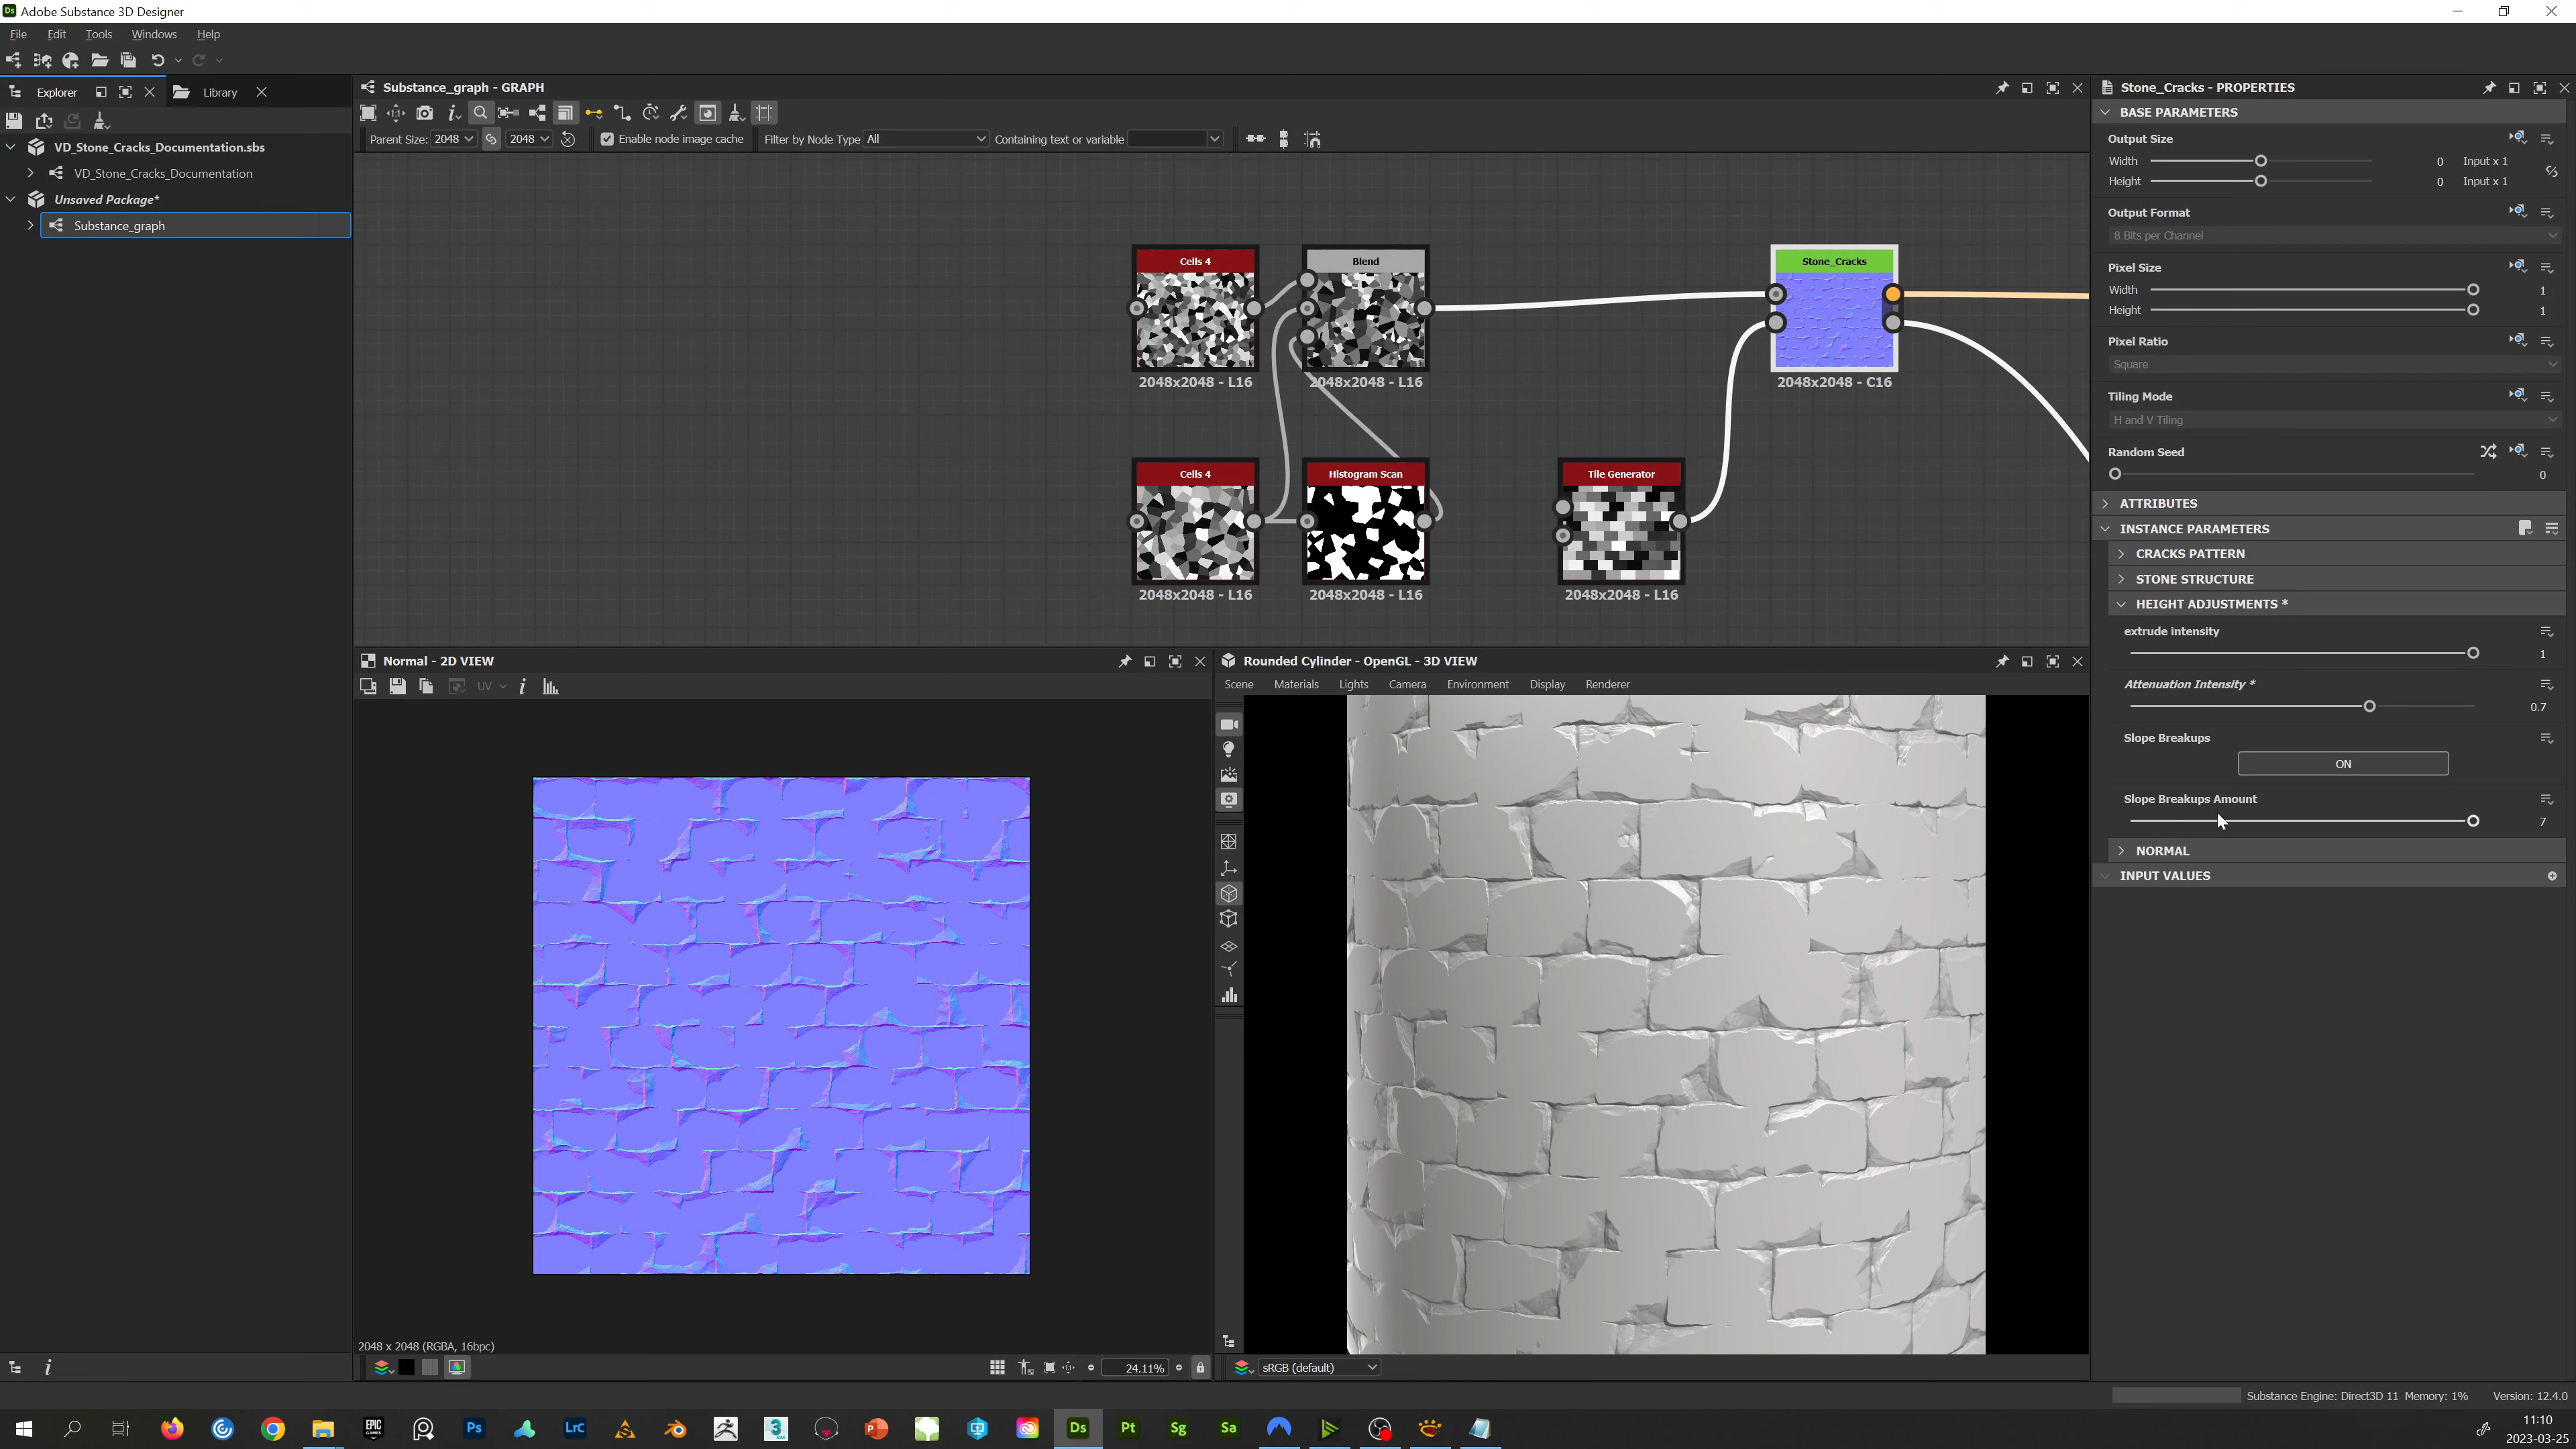 Ds Adobe Substance 3D Designer
File Edit Tools Windows Help
Explorer Library
VD_Stone_Cracks_Documentation.sbs
VD_Stone_Cracks_Documentation
Unsaved Package*
Substance_graph
Substance_graph - GRAPH
Parent Size: 2048 2048 Enable node image cache Filter by Node Type All Containing text or variable
Cells 4
2048x2048 - L16
Blend
2048x2048 - L16
Stone_Cracks
2048x2048 - C16
Cells 4
2048x2048 - L16
Histogram Scan
2048x2048 - L16
Tile Generator
2048x2048 - L16
Normal - 2D VIEW
UV
2048 x 2048 (RGBA, 16bpc)
24.11%
Rounded Cylinder - OpenGL - 3D VIEW
Scene Materials Lights Camera Environment Display Renderer
sRGB (default)
Stone_Cracks - PROPERTIES
BASE PARAMETERS
Output Size
Width 0 Input x 1
Height 0 Input x 1
Output Format
8 Bits per Channel
Pixel Size
Width 1
Height 1
Pixel Ratio
Square
Tiling Mode
H and V Tiling
Random Seed
0
ATTRIBUTES
INSTANCE PARAMETERS
CRACKS PATTERN
STONE STRUCTURE
HEIGHT ADJUSTMENTS *
extrude intensity
1
Attenuation Intensity *
0.7
Slope Breakups
ON
Slope Breakups Amount
7
NORMAL
INPUT VALUES
Substance Engine: Direct3D 11 Memory: 1% Version: 12.4.0
EPIC GAMES Ps LrC 3 P Ds Pt Sg Sa
11:10
2023-03-25